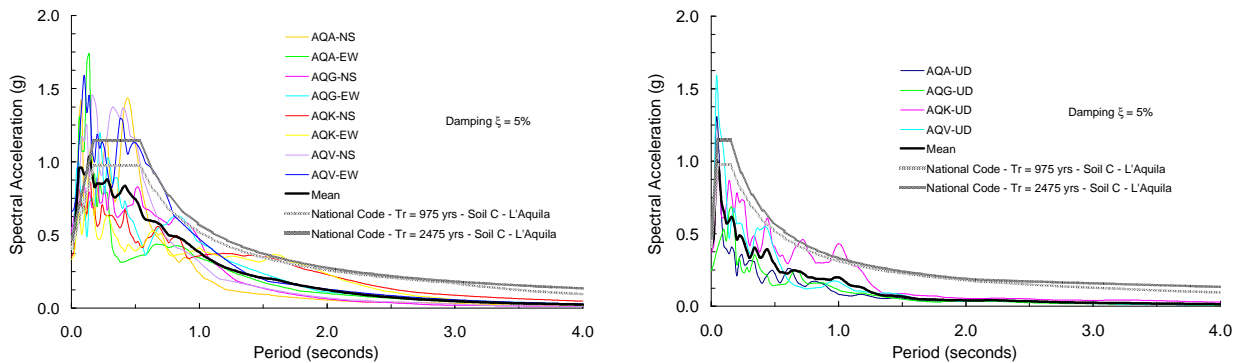 2.0
1.5
1.0
0.5
0.0
Spectral Acceleration (g)
AQA-NS
AQA-EW
AQG-NS
AQG-EW
AQK-NS
AQK-EW
AQV-NS
AQV-EW
Mean
National Code - Tr = 975 yrs - Soil C - L'Aquila
National Code - Tr = 2475 yrs - Soil C - L'Aquila
Damping ξ = 5%
0.0 1.0 2.0 3.0 4.0
Period (seconds)
2.0
1.5
1.0
0.5
0.0
Spectral Acceleration (g)
AQA-UD
AQG-UD
AQK-UD
AQV-UD
Mean
National Code - Tr = 975 yrs - Soil C - L'Aquila
National Code - Tr = 2475 yrs - Soil C - L'Aquila
Damping ξ = 5%
0.0 1.0 2.0 3.0 4.0
Period (seconds)